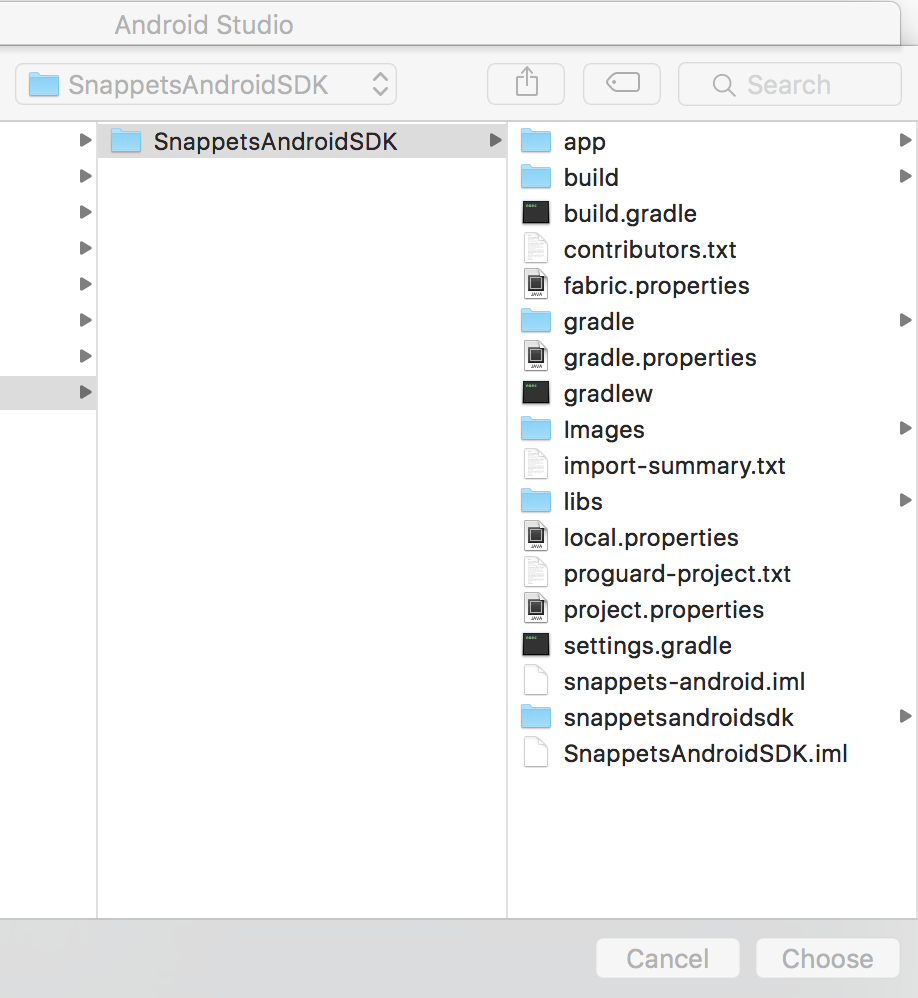 Android Studio
SnappetsAndroidSDK
Search
SnappetsAndroidSDK
app
build
build.gradle
contributors.txt
fabric.properties
gradle
gradle.properties
gradlew
Images
import-summary.txt
libs
local.properties
proguard-project.txt
project.properties
settings.gradle
snappets-android.iml
snappetsandroidsdk
SnappetsAndroidSDK.iml
Cancel
Choose